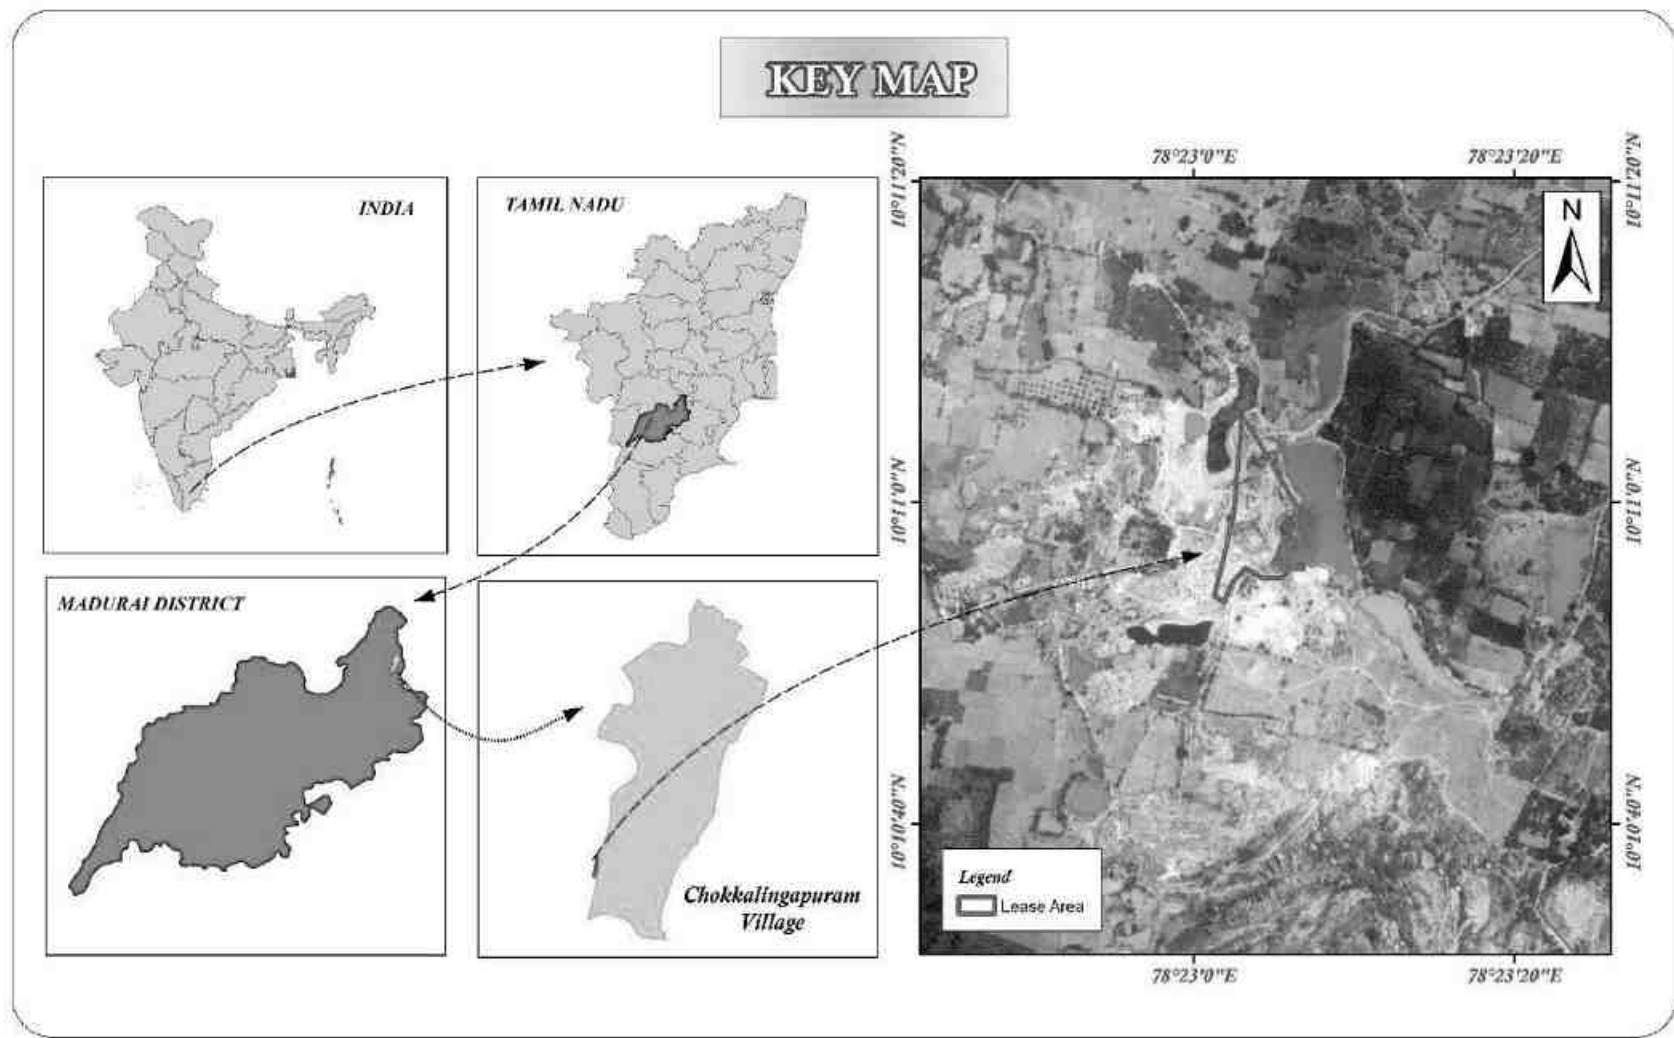 KEY MAP
INDIA
TAMIL NADU
MADURAI DISTRICT
Chokkalingapuram
Village
78°23'0"E
78°23'20"E
10°11'20"N
10°11'20"N
N
10°11'0"N
10°11'0"N
10°10'40"N
10°10'40"N
Legend
Lease Area
78°23'0"E
78°23'20"E